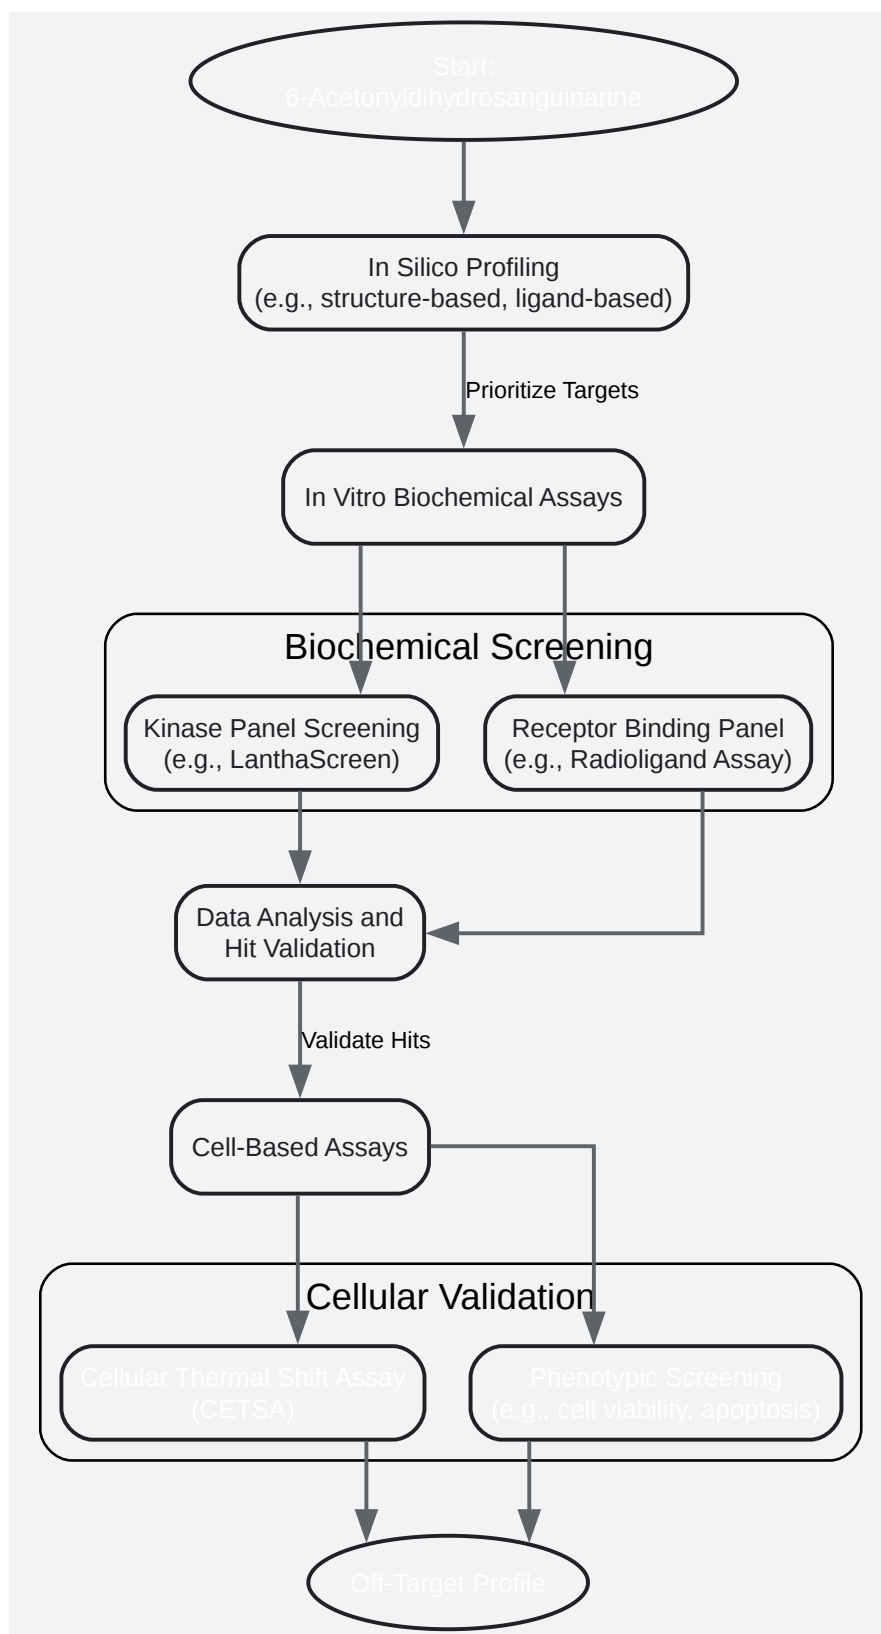 Start:
6-Acetonyldihydrosanguinarine
In Silico Profiling
(e.g., structure-based, ligand-based)
Prioritize Targets
In Vitro Biochemical Assays
Biochemical Screening
Kinase Panel Screening
(e.g., LanthaScreen)
Receptor Binding Panel
(e.g., Radioligand Assay)
Data Analysis and
Hit Validation
Validate Hits
Cell-Based Assays
Cellular Validation
Cellular Thermal Shift Assay
(CETSA)
Phenotypic Screening
(e.g., cell viability, apoptosis)
Off-Target Profile